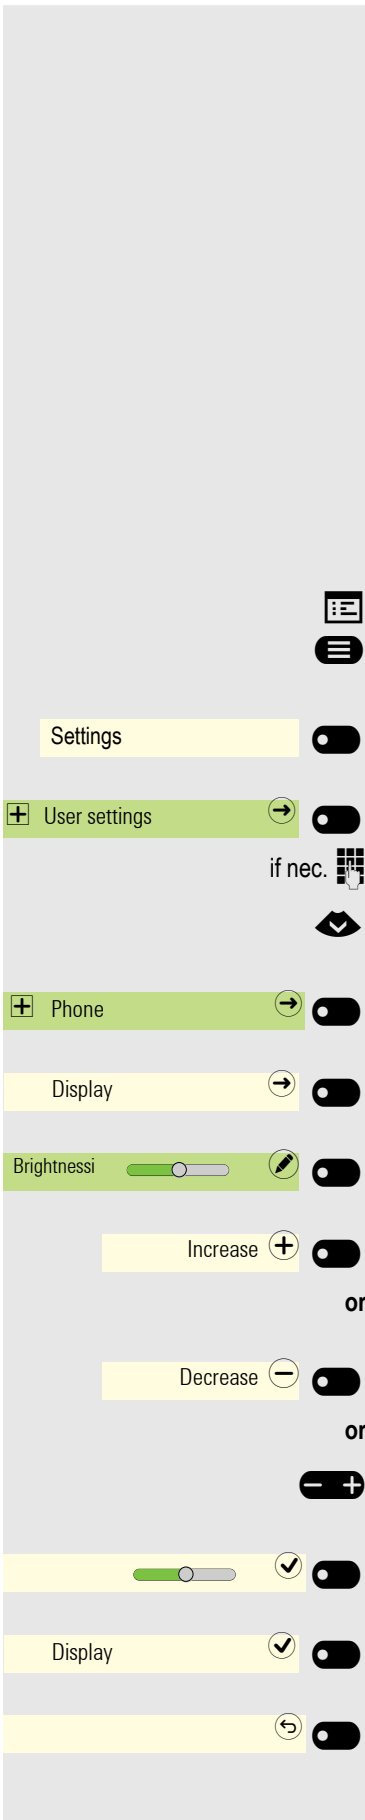 Settings
User settings
if nec.
Phone
Display
Brightnessi
Increase
or
Decrease
or
Display